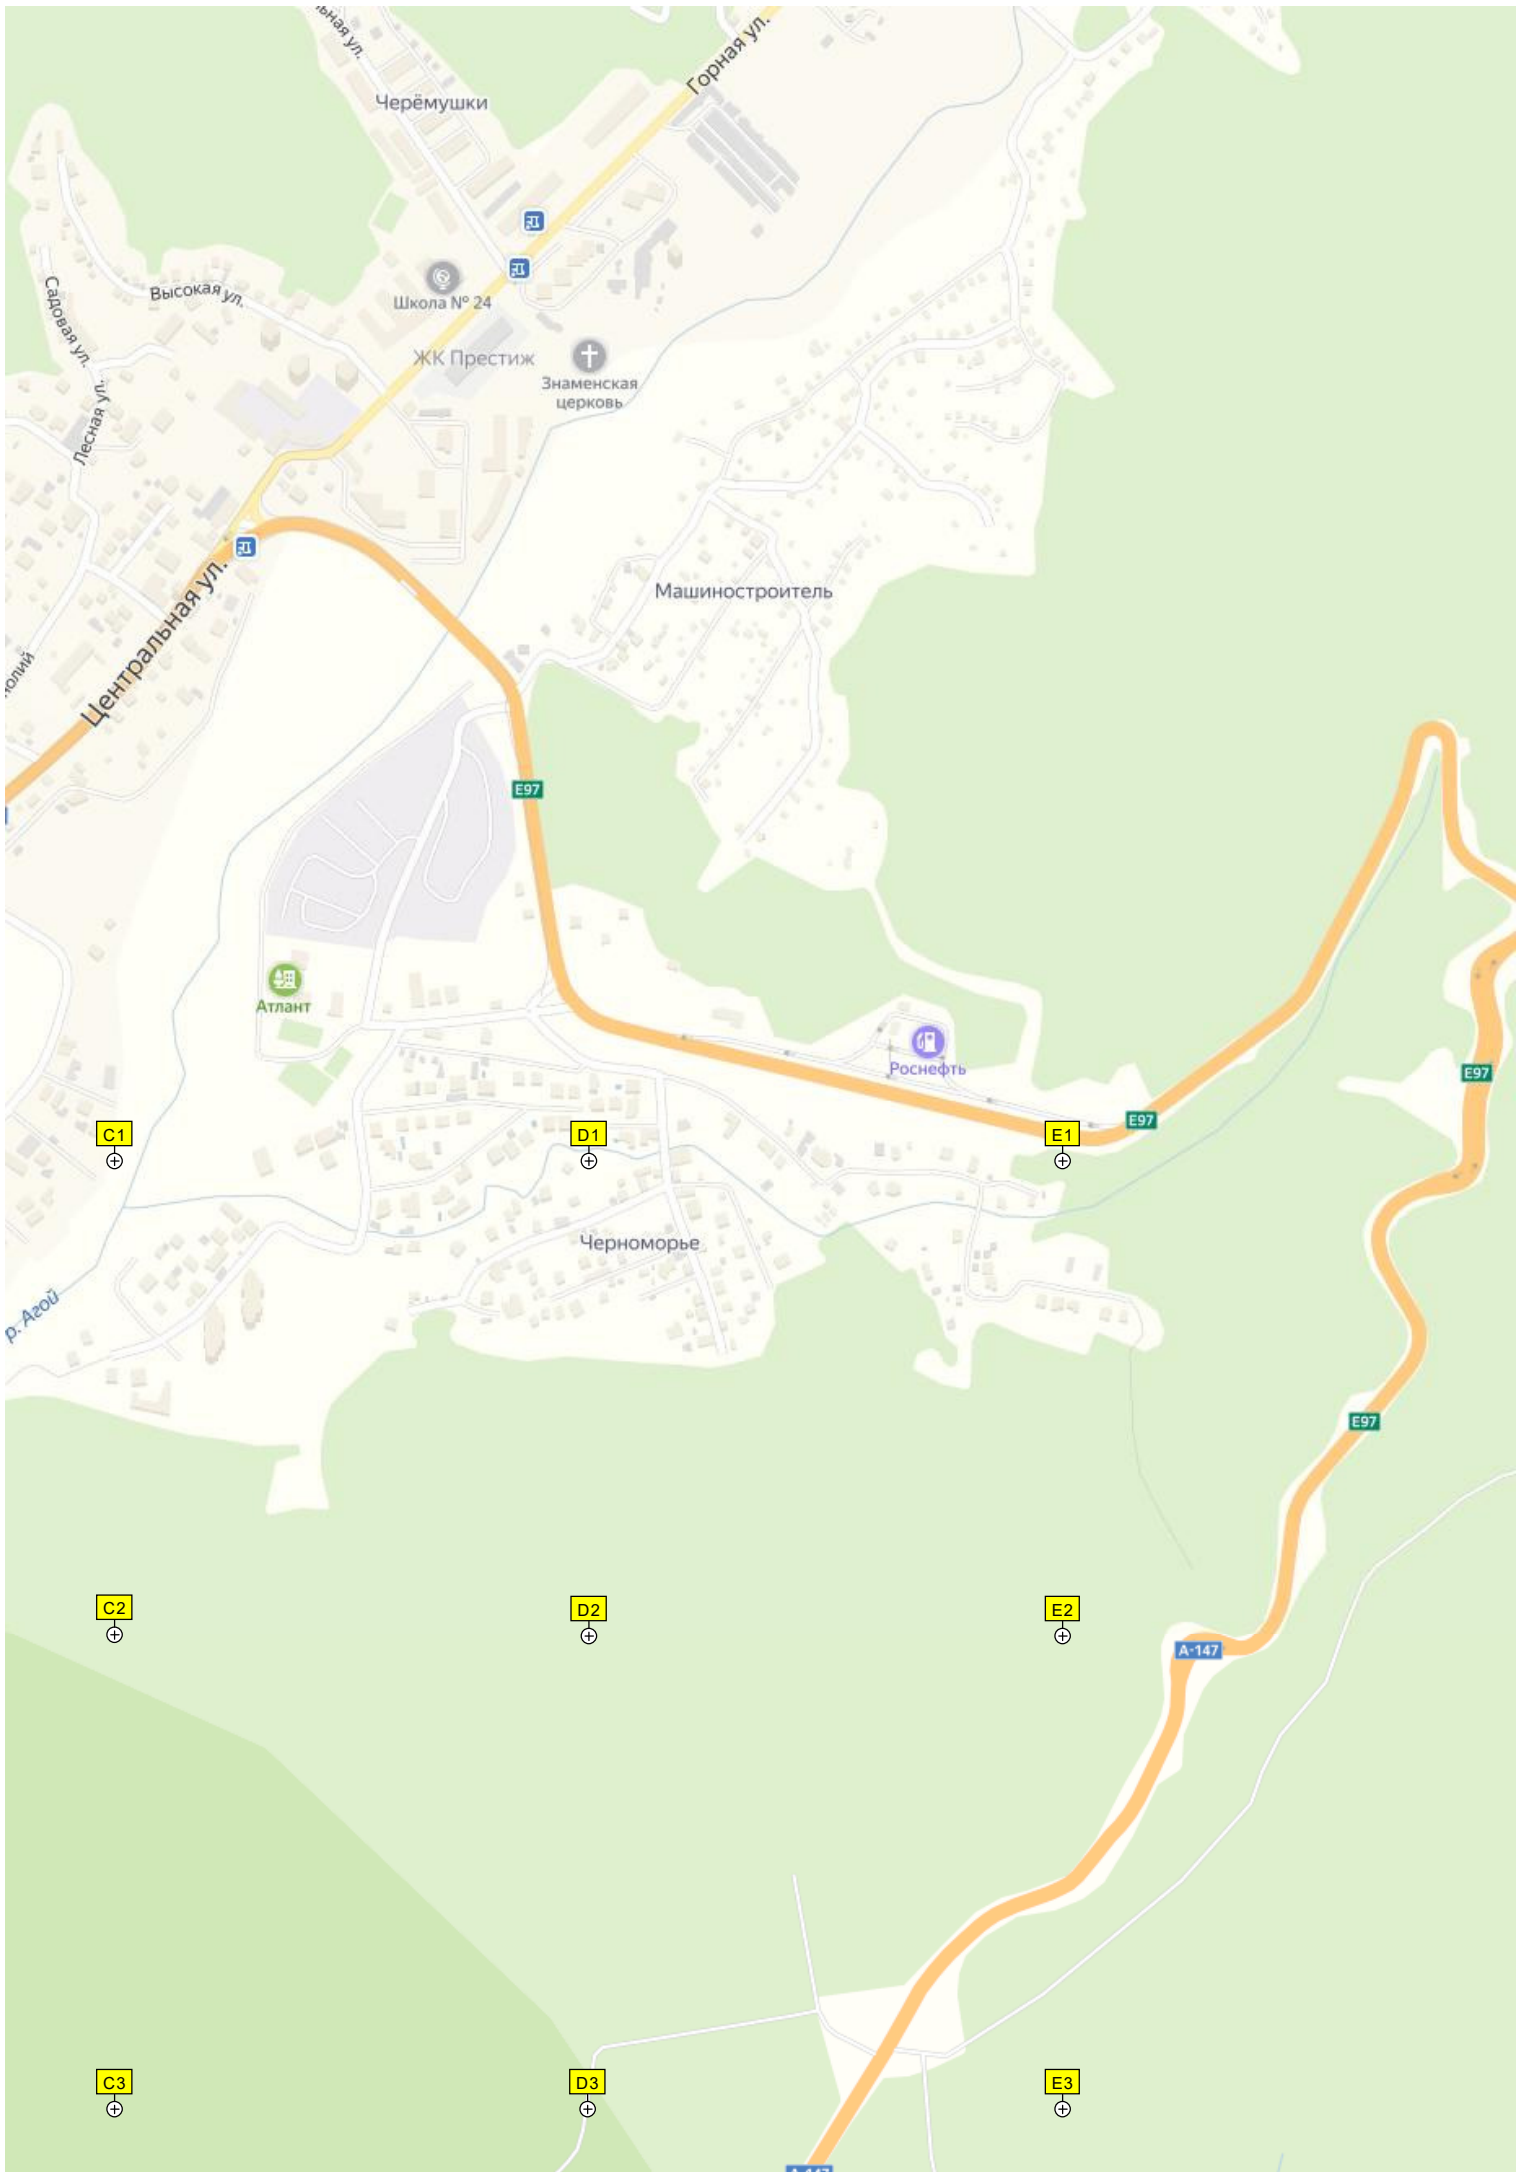 Горная ул.
Черёмушки
Садовая ул.
Высокая ул.
Школа № 24
ЖК Престиж
Знаменская
церковь
Лесная ул.
Машиностроитель
Центральная ул.
E97
Атлант
Роснефть
E97
E97
C1
D1
E1
Черноморье
р. Агой
E97
C2
D2
E2
А-147
C3
D3
E3